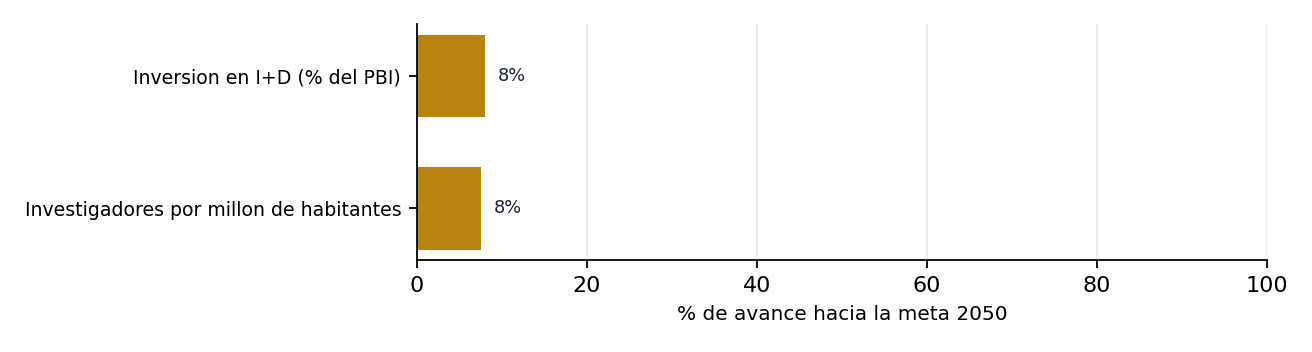 Inversion en I+D (% del PBI)
8%
Investigadores por millon de habitantes
8%
0 20 40 60 80 100
% de avance hacia la meta 2050